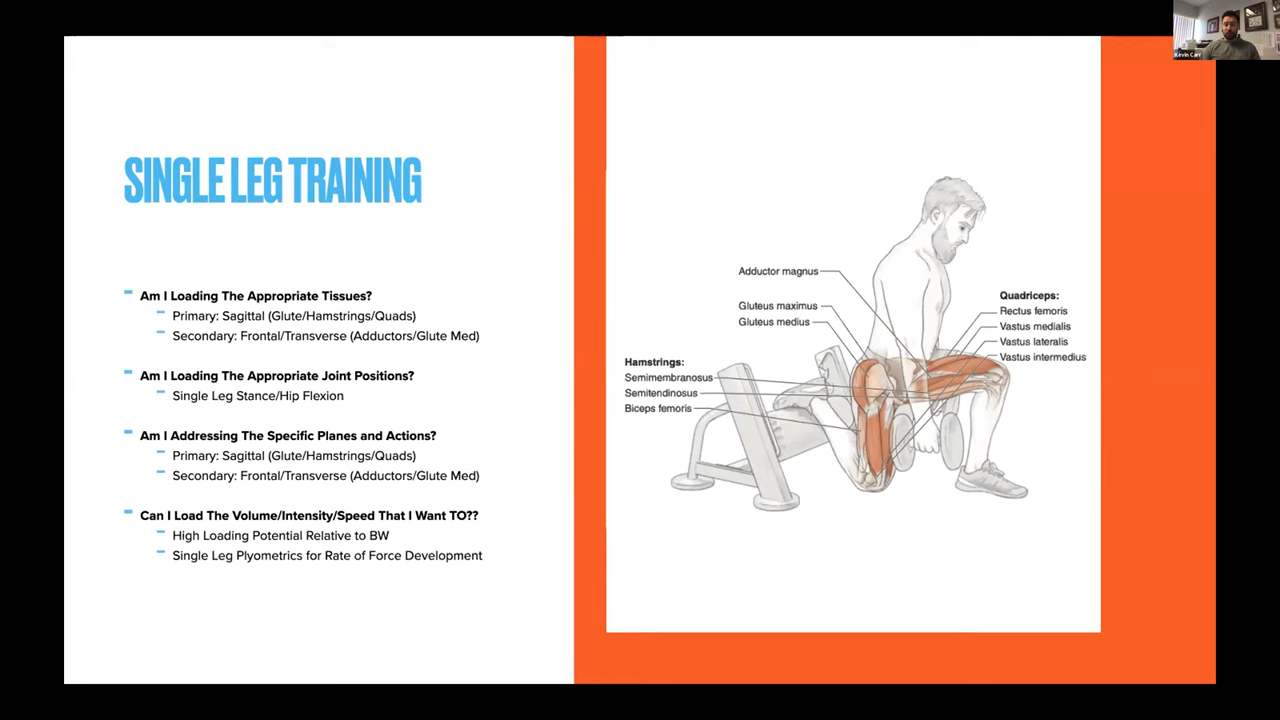 SINGLE LEG TRAINING
- Am I Loading The Appropriate Tissues?
- Primary: Sagittal (Glute/Hamstrings/Quads)
- Secondary: Frontal/Transverse (Adductors/Glute Med)
- Am I Loading The Appropriate Joint Positions?
- Single Leg Stance/Hip Flexion
- Am I Addressing The Specific Planes and Actions?
- Primary: Sagittal (Glute/Hamstrings/Quads)
- Secondary: Frontal/Transverse (Adductors/Glute Med)
- Can I Load The Volume/Intensity/Speed That I Want TO??
- High Loading Potential Relative to BW
- Single Leg Plyometrics for Rate of Force Development
Adductor magnus
Gluteus maximus
Gluteus medius
Hamstrings:
Semimembranosus
Semitendinosus
Biceps femoris
Quadriceps:
Rectus femoris
Vastus medialis
Vastus lateralis
Vastus intermedius
Kevin Carr